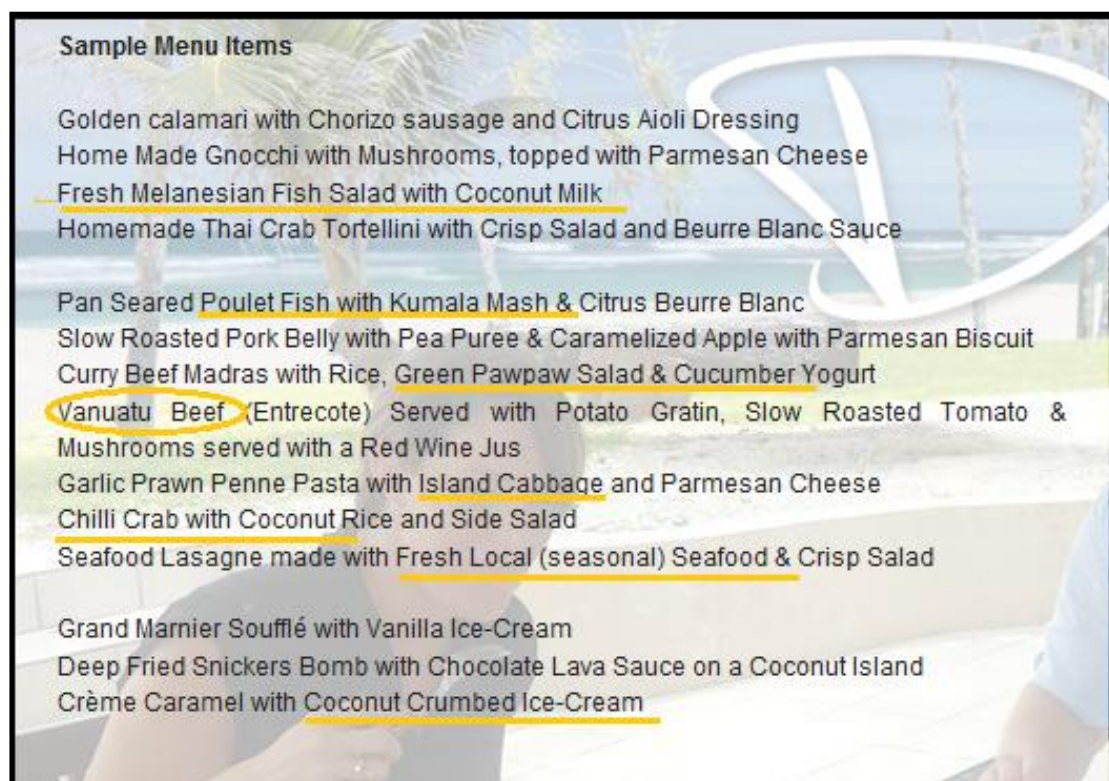 Sample Menu Items
Golden calamari with Chorizo sausage and Citrus Aioli Dressing
Home Made Gnocchi with Mushrooms, topped with Parmesan Cheese
Fresh Melanesian Fish Salad with Coconut Milk
Homemade Thai Crab Tortellini with Crisp Salad and Beurre Blanc Sauce
Pan Seared Poulet Fish with Kumala Mash & Citrus Beurre Blanc
Slow Roasted Pork Belly with Pea Puree & Caramelized Apple with Parmesan Biscuit
Curry Beef Madras with Rice, Green Pawpaw Salad & Cucumber Yogurt
Vanuatu Beef (Entrecote) Served with Potato Gratin, Slow Roasted Tomato &
Mushrooms served with a Red Wine Jus
Garlic Prawn Penne Pasta with Island Cabbage and Parmesan Cheese
Chilli Crab with Coconut Rice and Side Salad
Seafood Lasagne made with Fresh Local (seasonal) Seafood & Crisp Salad
Grand Marnier Soufflé with Vanilla Ice-Cream
Deep Fried Snickers Bomb with Chocolate Lava Sauce on a Coconut Island
Crème Caramel with Coconut Crumbed Ice-Cream